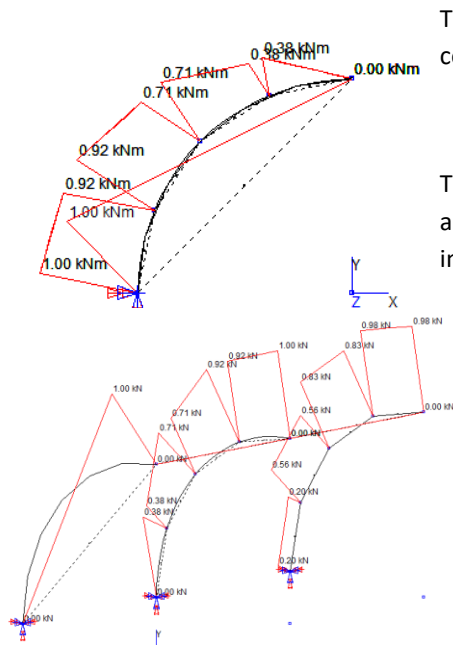 T
0.38 kNm
0.38 kNm
0.00 kNm
ce
0.71 kNm
0.71 kNm
0.92 kNm
0.92 kNm
1.00 kNm
1.00 kNm
T
a
in
Y
Z X
0.98 kN
0.98 kN
1.00 kN
0.92 kN
0.83 kN
0.92 kN
0.83 kN
1.00 kN
0.71 kN
0.56 kN
0.00 kN
0.71 kN
0.00 kN
0.00 kN
0.56 kN
0.38 kN
0.20 kN
0.38 kN
0.20 kN
0.00 kN
0.00 kN
Y